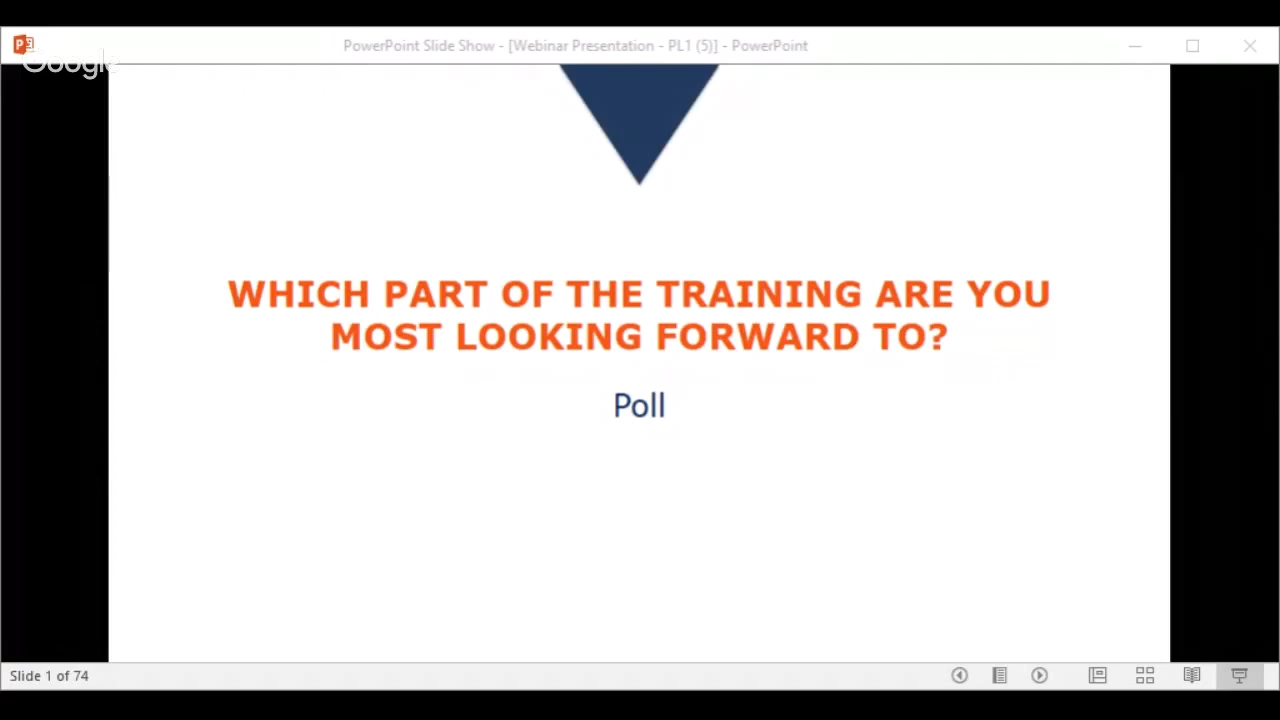 PowerPoint Slide Show - [Webinar Presentation - PL1 (5)] - PowerPoint
Google
WHICH PART OF THE TRAINING ARE YOU
MOST LOOKING FORWARD TO?
Poll
Slide 1 of 74